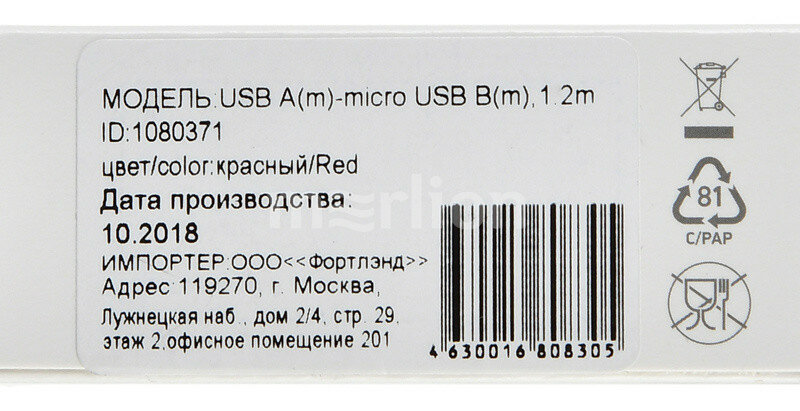 МОДЕЛЬ:USB A(m)-micro USB B(m),1.2m
ID:1080371
цвет/color:красный/Red
Дата производства:
10.2018
ИМПОРТЕР:ООО<<Фортлэнд>>
Адрес:119270, г. Москва,
Лужнецкая наб., дом 2/4, стр. 29,
этаж 2,офисное помещение 201
4 630016 808305
81
C/PAP
merlion